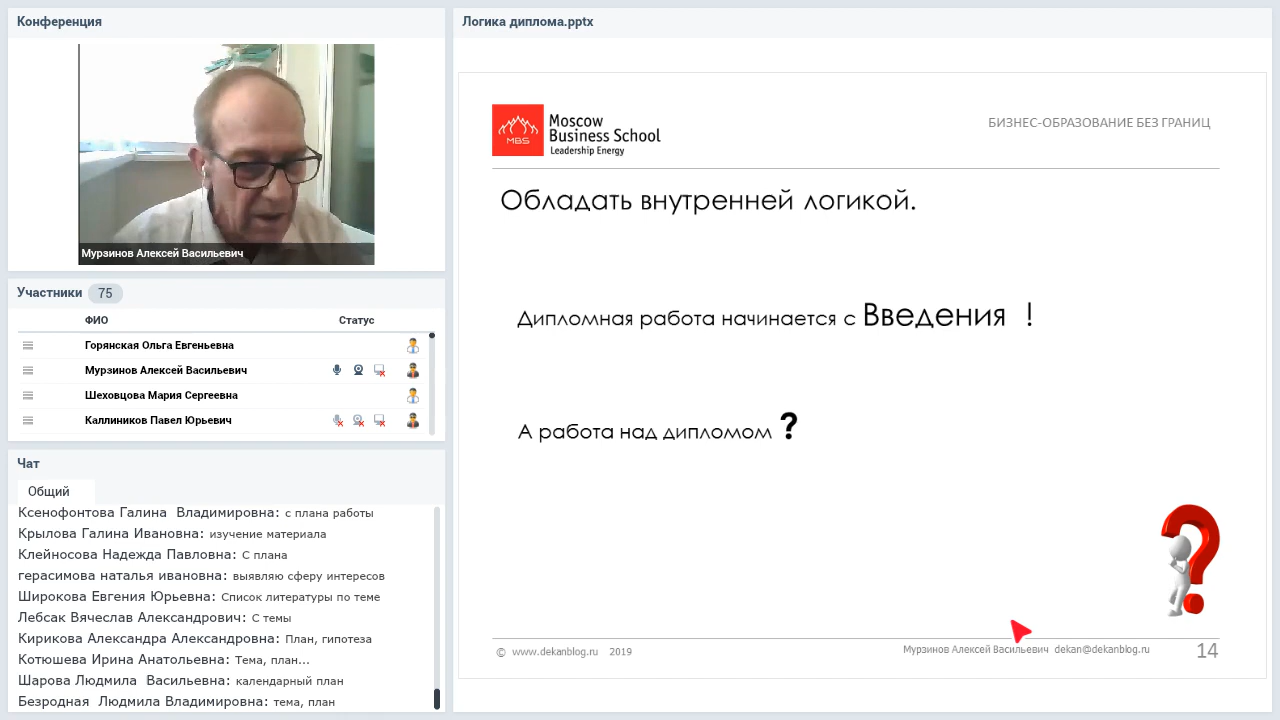 Конференция
Мурзинов Алексей Васильевич
Участники 75
ФИО Статус
Горянская Ольга Евгеньевна
Мурзинов Алексей Васильевич
Шеховцова Мария Сергеевна
Каллиников Павел Юрьевич
Чат
Общий
Ксенофонтова Галина Владимировна: с плана работы
Крылова Галина Ивановна: изучение материала
Клейносова Надежда Павловна: С плана
герасимова наталья ивановна: выявляю сферу интересов
Широкова Евгения Юрьевна: Список литературы по теме
Лебсак Вячеслав Александрович: С темы
Кирикова Александра Александровна: План, гипотеза
Котюшева Ирина Анатольевна: Тема, план...
Шарова Людмила Васильевна: календарный план
Безродная Людмила Владимировна: тема, план
Логика диплома.pptx
MBS
Moscow
Business School
Leadership Energy
БИЗНЕС-ОБРАЗОВАНИЕ БЕЗ ГРАНИЦ
Обладать внутренней логикой.
Дипломная работа начинается с Введения !
А работа над дипломом ?
© www.dekanblog.ru 2019
Мурзинов Алексей Васильевич dekan@dekanblog.ru
14